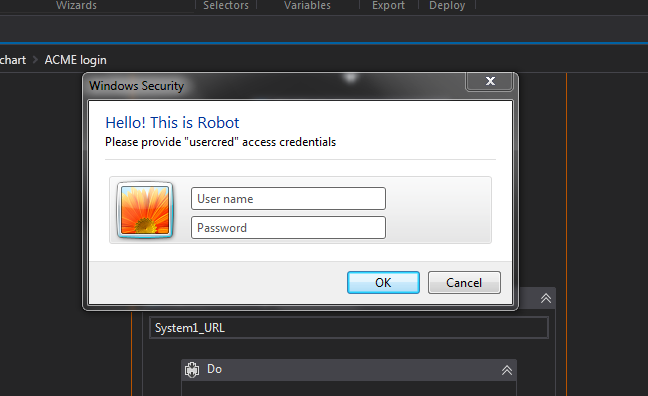 Wizards Selectors Variables Export Deploy
chart > ACME login
Windows Security
Hello! This is Robot
Please provide "usercred" access credentials
User name
Password
OK Cancel
System1_URL
Do